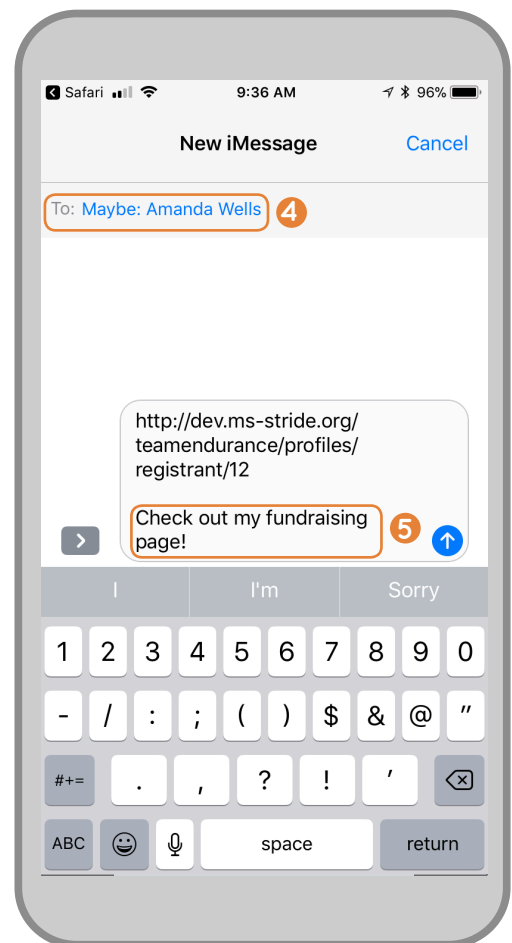 Safari 9:36 AM 96%
New iMessage Cancel
To: Maybe: Amanda Wells 4
http://dev.ms-stride.org/
teamendurance/profiles/
registrant/12
Check out my fundraising
page! 5
I I'm Sorry
1 2 3 4 5 6 7 8 9 0
- / : ; ( ) $ & @ "
#+= . , ? ! '
ABC space return